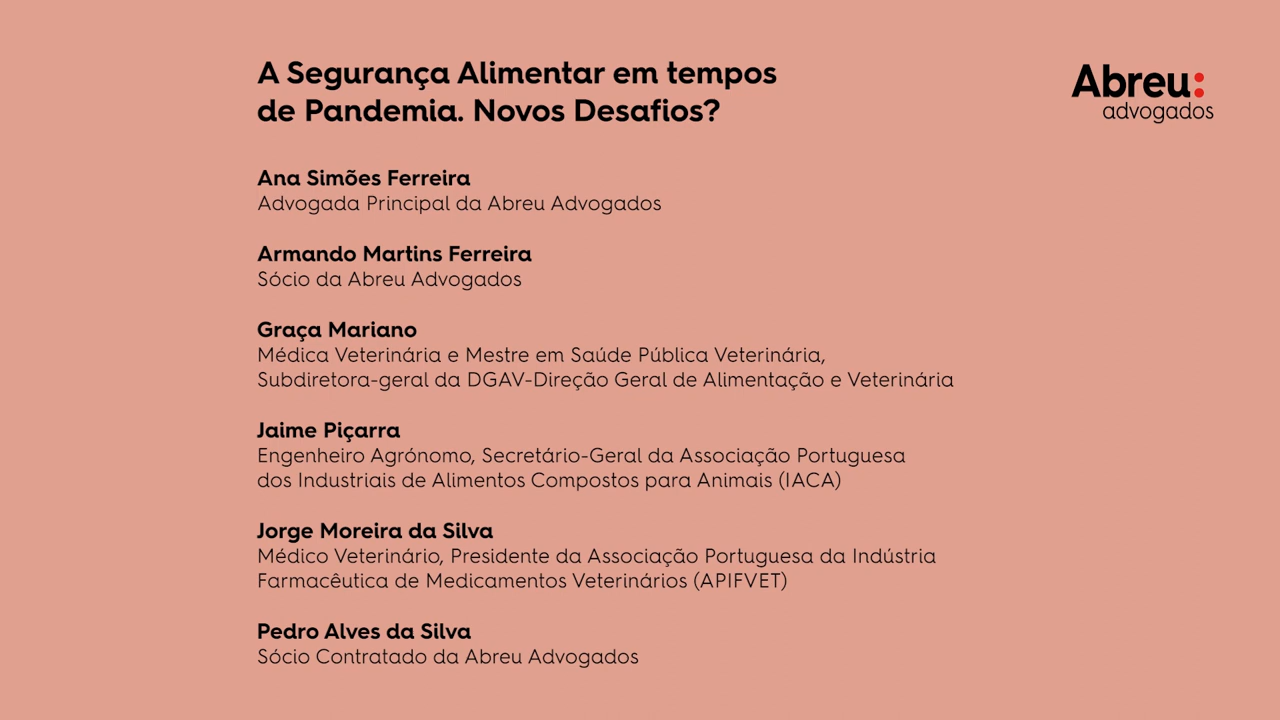 A Segurança Alimentar em tempos
de Pandemia. Novos Desafios?
Abreu:
advogados
Ana Simões Ferreira
Advogada Principal da Abreu Advogados
Armando Martins Ferreira
Sócio da Abreu Advogados
Graça Mariano
Médica Veterinária e Mestre em Saúde Pública Veterinária,
Subdiretora-geral da DGAV-Direção Geral de Alimentação e Veterinária
Jaime Piçarra
Engenheiro Agrónomo, Secretário-Geral da Associação Portuguesa
dos Industriais de Alimentos Compostos para Animais (IACA)
Jorge Moreira da Silva
Médico Veterinário, Presidente da Associação Portuguesa da Indústria
Farmacêutica de Medicamentos Veterinários (APIFVET)
Pedro Alves da Silva
Sócio Contratado da Abreu Advogados